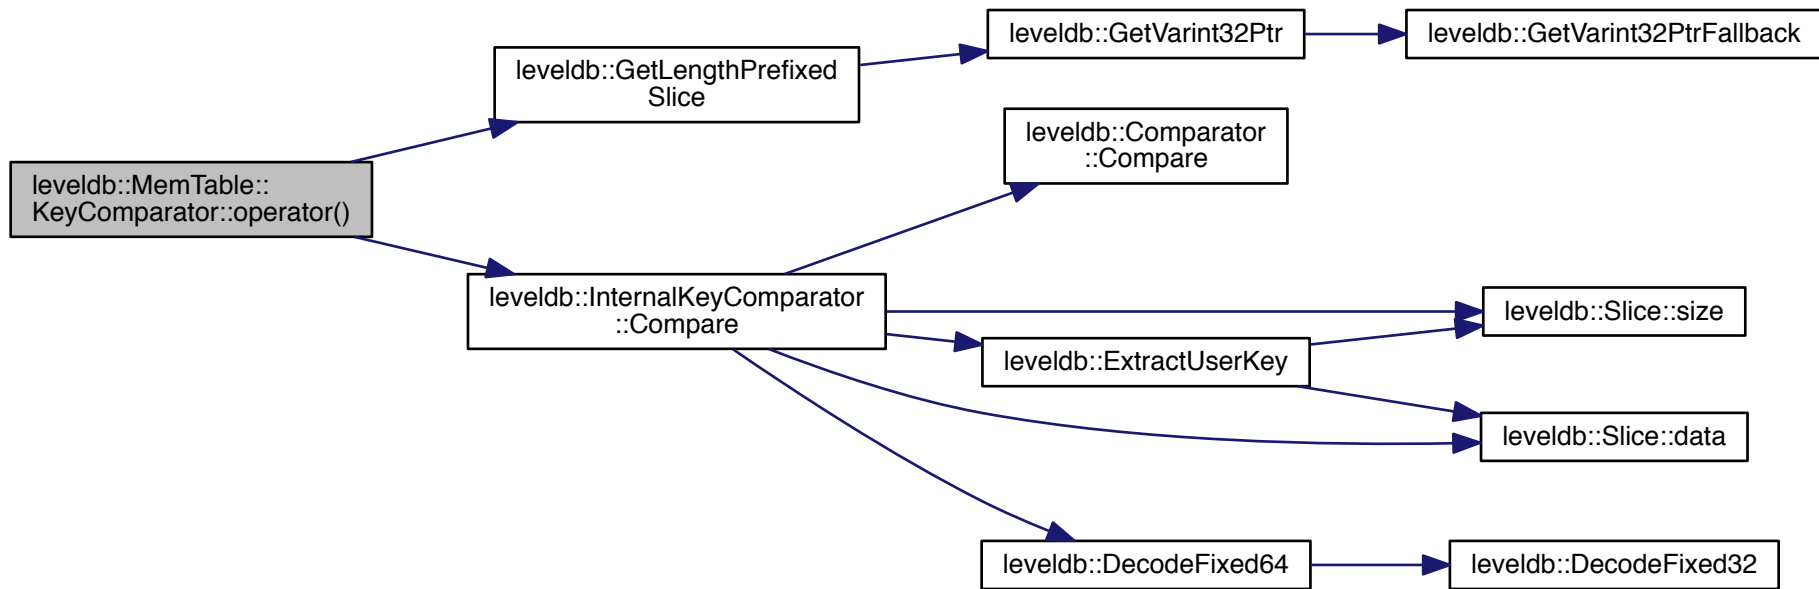 leveldb::MemTable::
KeyComparator::operator()
leveldb::GetLengthPrefixed
Slice
leveldb::InternalKeyComparator
::Compare
leveldb::GetVarint32Ptr
leveldb::GetVarint32PtrFallback
leveldb::Comparator
::Compare
leveldb::Slice::size
leveldb::ExtractUserKey
leveldb::Slice::data
leveldb::DecodeFixed64
leveldb::DecodeFixed32